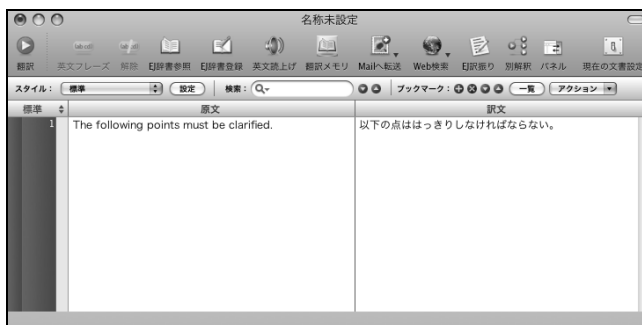 名称未設定
翻訳 英文フレーズ 解除 EJ辞書参照 EJ辞書登録 英文読上げ 翻訳メモリ Mailへ転送 Web検索 EJ訳振り 別解釈 パネル 現在の文書設定
スタイル： 標準 設定 検索： ブックマーク： 一覧 アクション
標準 原文 訳文
1 The following points must be clarified. 以下の点ははっきりしなければならない。